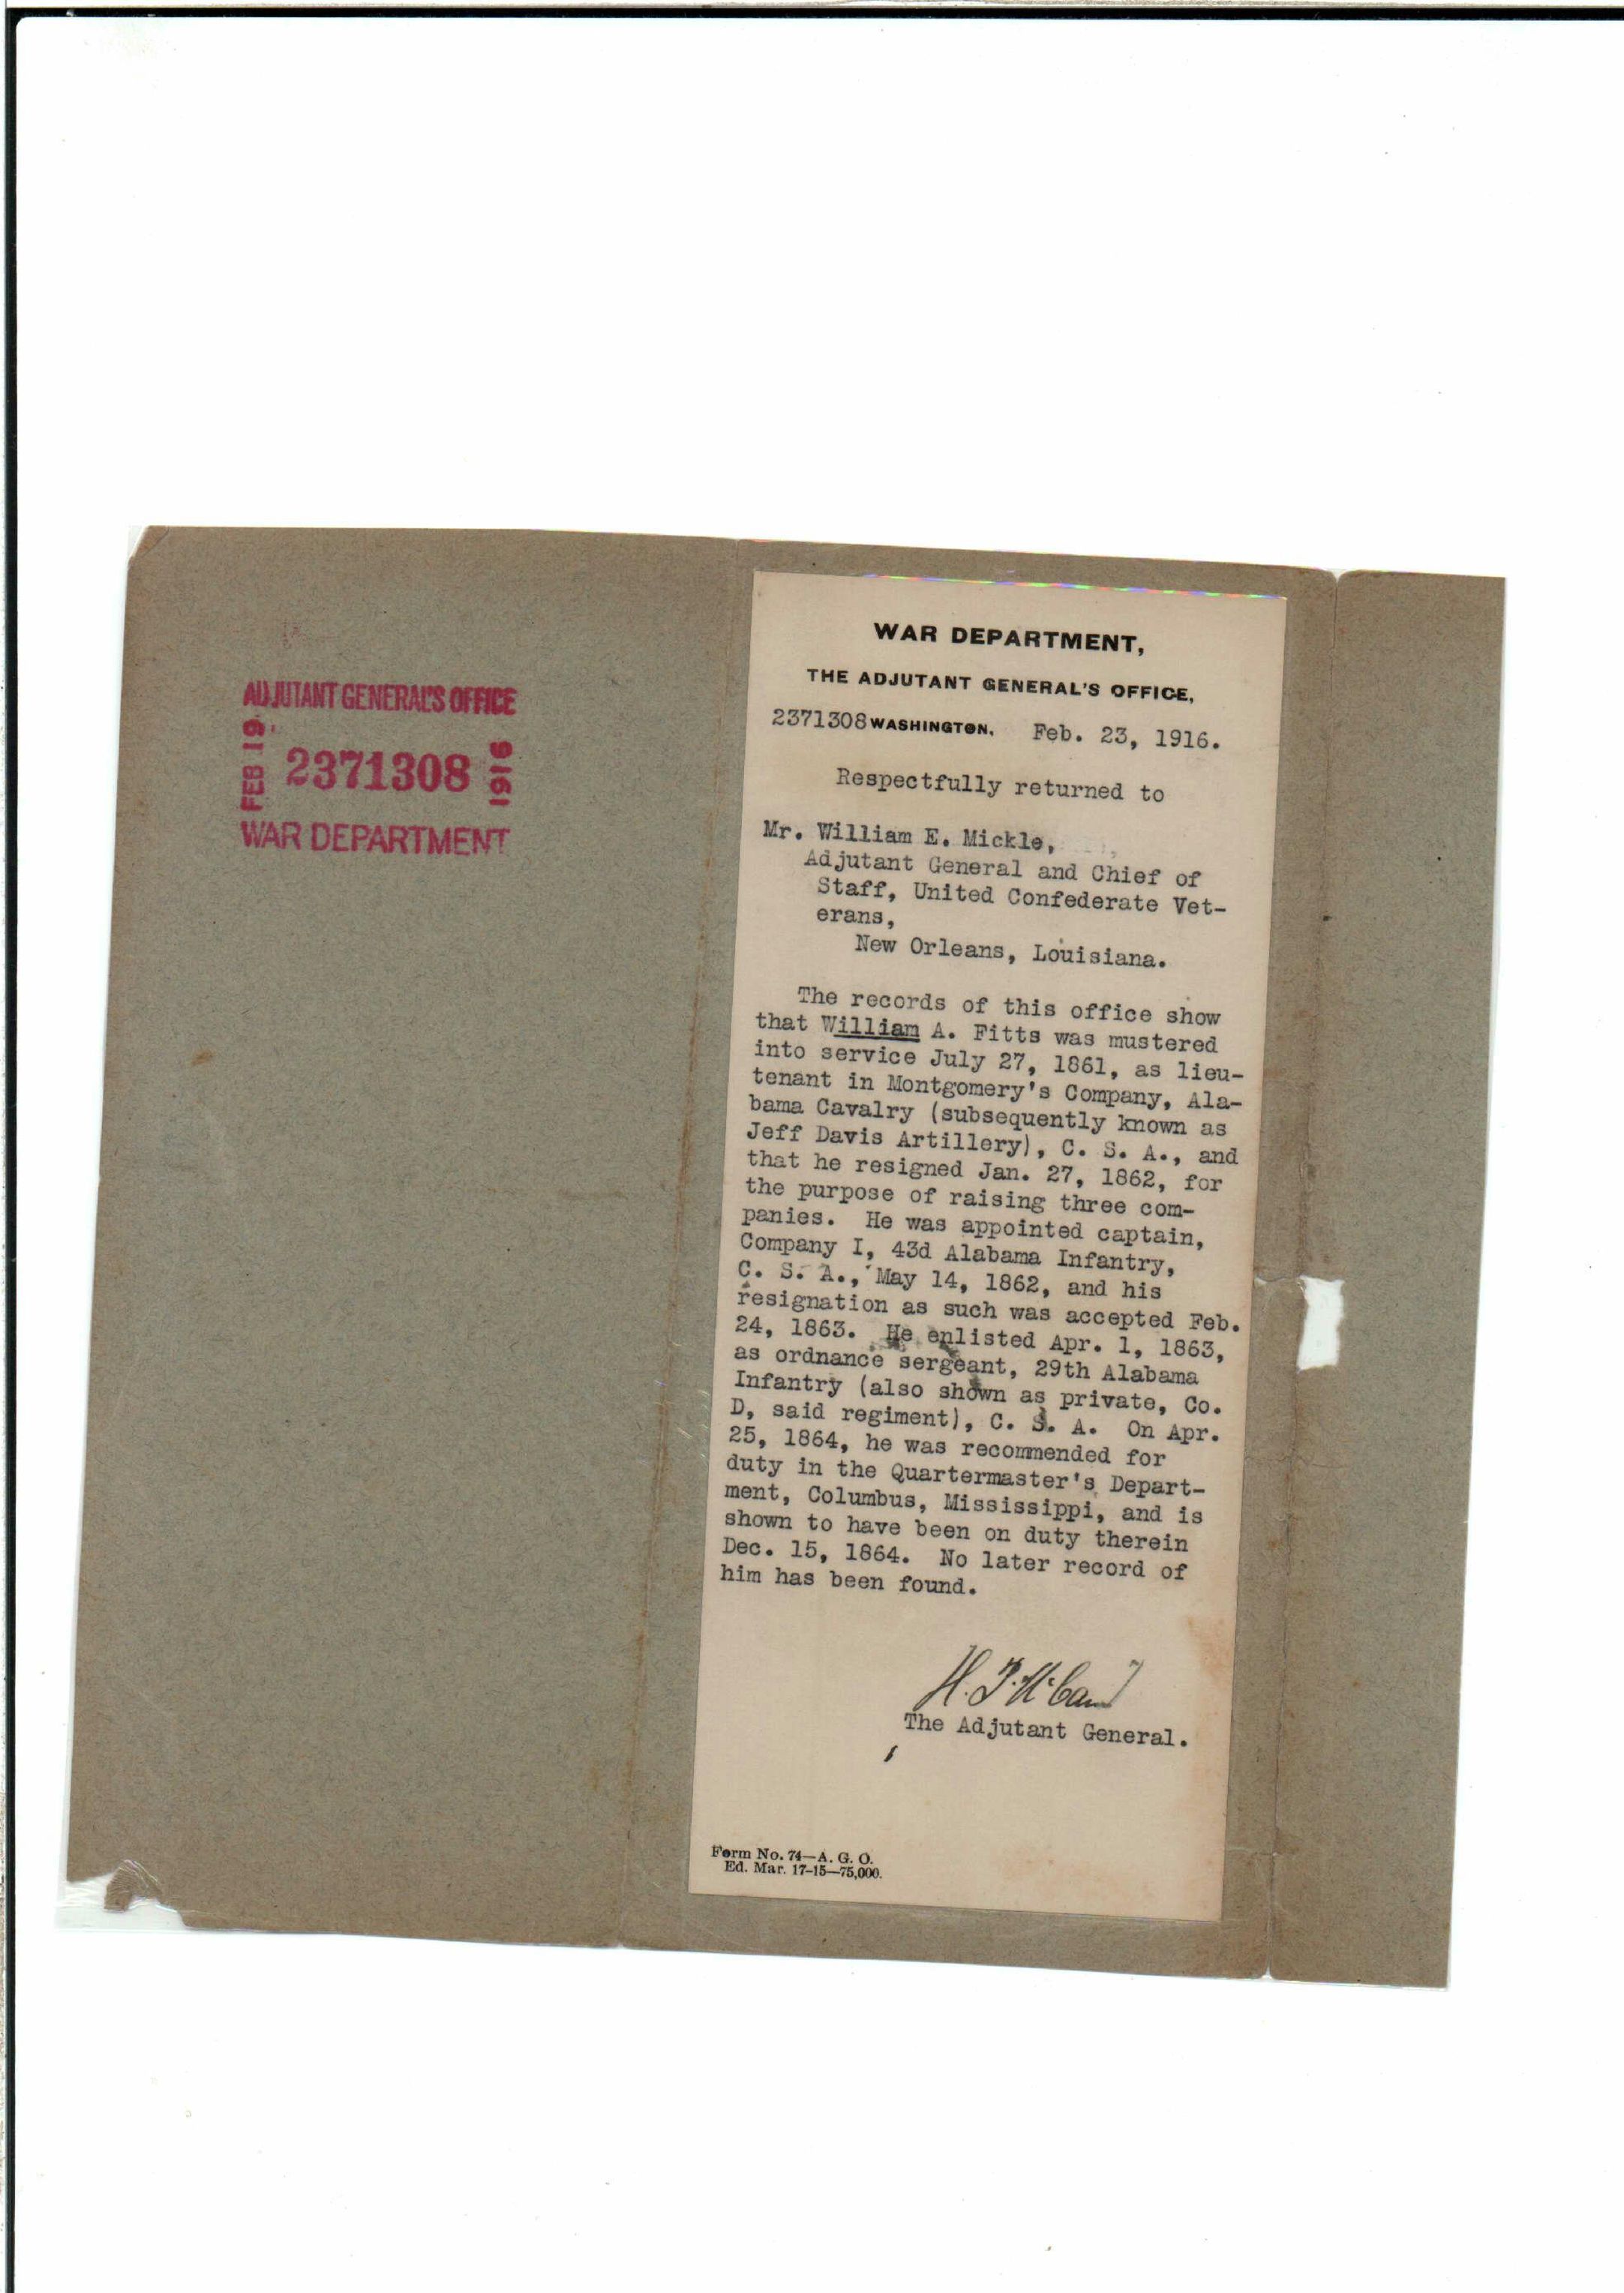 ADJUTANT GENERAL'S OFFICE
FEB 19 2371308 1916
WAR DEPARTMENT
WAR DEPARTMENT,
THE ADJUTANT GENERAL'S OFFICE,
2371308 WASHINGTON, Feb. 23, 1916.
Respectfully returned to
Mr. William E. Mickle,
Adjutant General and Chief of
Staff, United Confederate Vet-
erans,
New Orleans, Louisiana.
The records of this office show
that William A. Fitts was mustered
into service July 27, 1861, as lieu-
tenant in Montgomery's Company, Ala-
bama Cavalry (subsequently known as
Jeff Davis Artillery), C. S. A., and
that he resigned Jan. 27, 1862, for
the purpose of raising three com-
panies. He was appointed captain,
Company I, 43d Alabama Infantry,
C. S. A., May 14, 1862, and his
resignation as such was accepted Feb.
24, 1863. He enlisted Apr. 1, 1863,
as ordnance sergeant, 29th Alabama
Infantry (also shown as private, Co.
D, said regiment), C. S. A. On Apr.
25, 1864, he was recommended for
duty in the Quartermaster's Depart-
ment, Columbus, Mississippi, and is
shown to have been on duty therein
Dec. 15, 1864. No later record of
him has been found.
The Adjutant General.
Form No. 74—A. G. O.
Ed. Mar. 17-15—75,000.